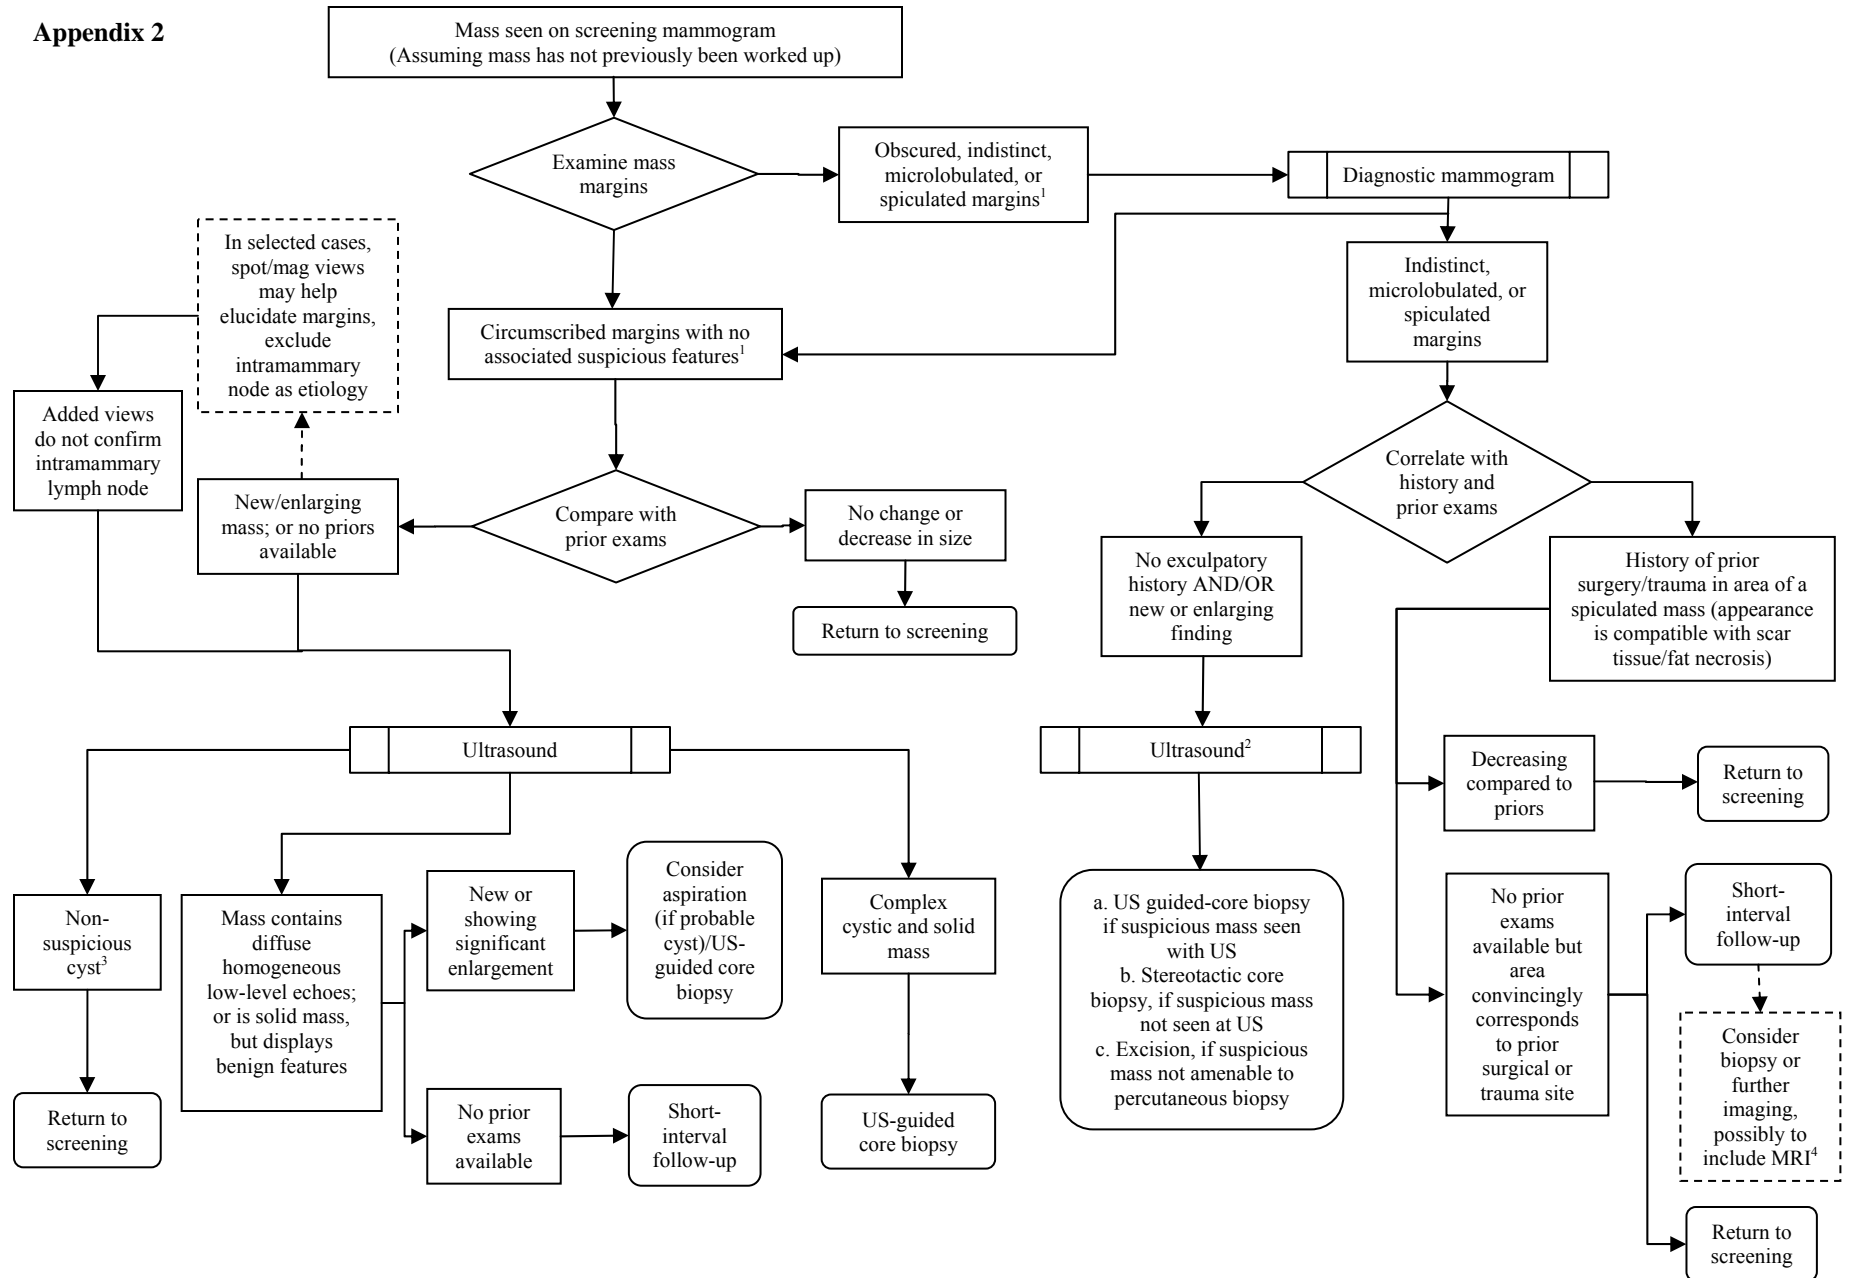 Appendix 2
Mass seen on screening mammogram
(Assuming mass has not previously been worked up)
Examine mass
margins
Obscured, indistinct,
microlobulated, or
spiculated margins1
Diagnostic mammogram
In selected cases,
spot/mag views
may help
elucidate margins,
exclude
intramammary
node as etiology
Circumscribed margins with no
associated suspicious features1
Indistinct,
microlobulated, or
spiculated
margins
Added views
do not confirm
intramammary
lymph node
New/enlarging
mass; or no priors
available
Compare with
prior exams
No change or
decrease in size
Return to screening
Correlate with
history and
prior exams
No exculpatory
history AND/OR
new or enlarging
finding
History of prior
surgery/trauma in area of a
spiculated mass (appearance
is compatible with scar
tissue/fat necrosis)
Ultrasound
Ultrasound2
Decreasing
compared to
priors
Return to
screening
Non-
suspicious
cyst3
Mass contains
diffuse
homogeneous
low-level echoes;
or is solid mass,
but displays
benign features
New or
showing
significant
enlargement
Consider
aspiration
(if probable
cyst)/US-
guided core
biopsy
Complex
cystic and solid
mass
a. US guided-core biopsy
if suspicious mass seen
with US
b. Stereotactic core
biopsy, if suspicious mass
not seen at US
c. Excision, if suspicious
mass not amenable to
percutaneous biopsy
No prior
exams
available but
area
convincingly
corresponds
to prior
surgical or
trauma site
Short-
interval
follow-up
Consider
biopsy or
further
imaging,
possibly to
include MRI4
Return to
screening
No prior
exams
available
Short-
interval
follow-up
US-guided
core biopsy
Return to
screening